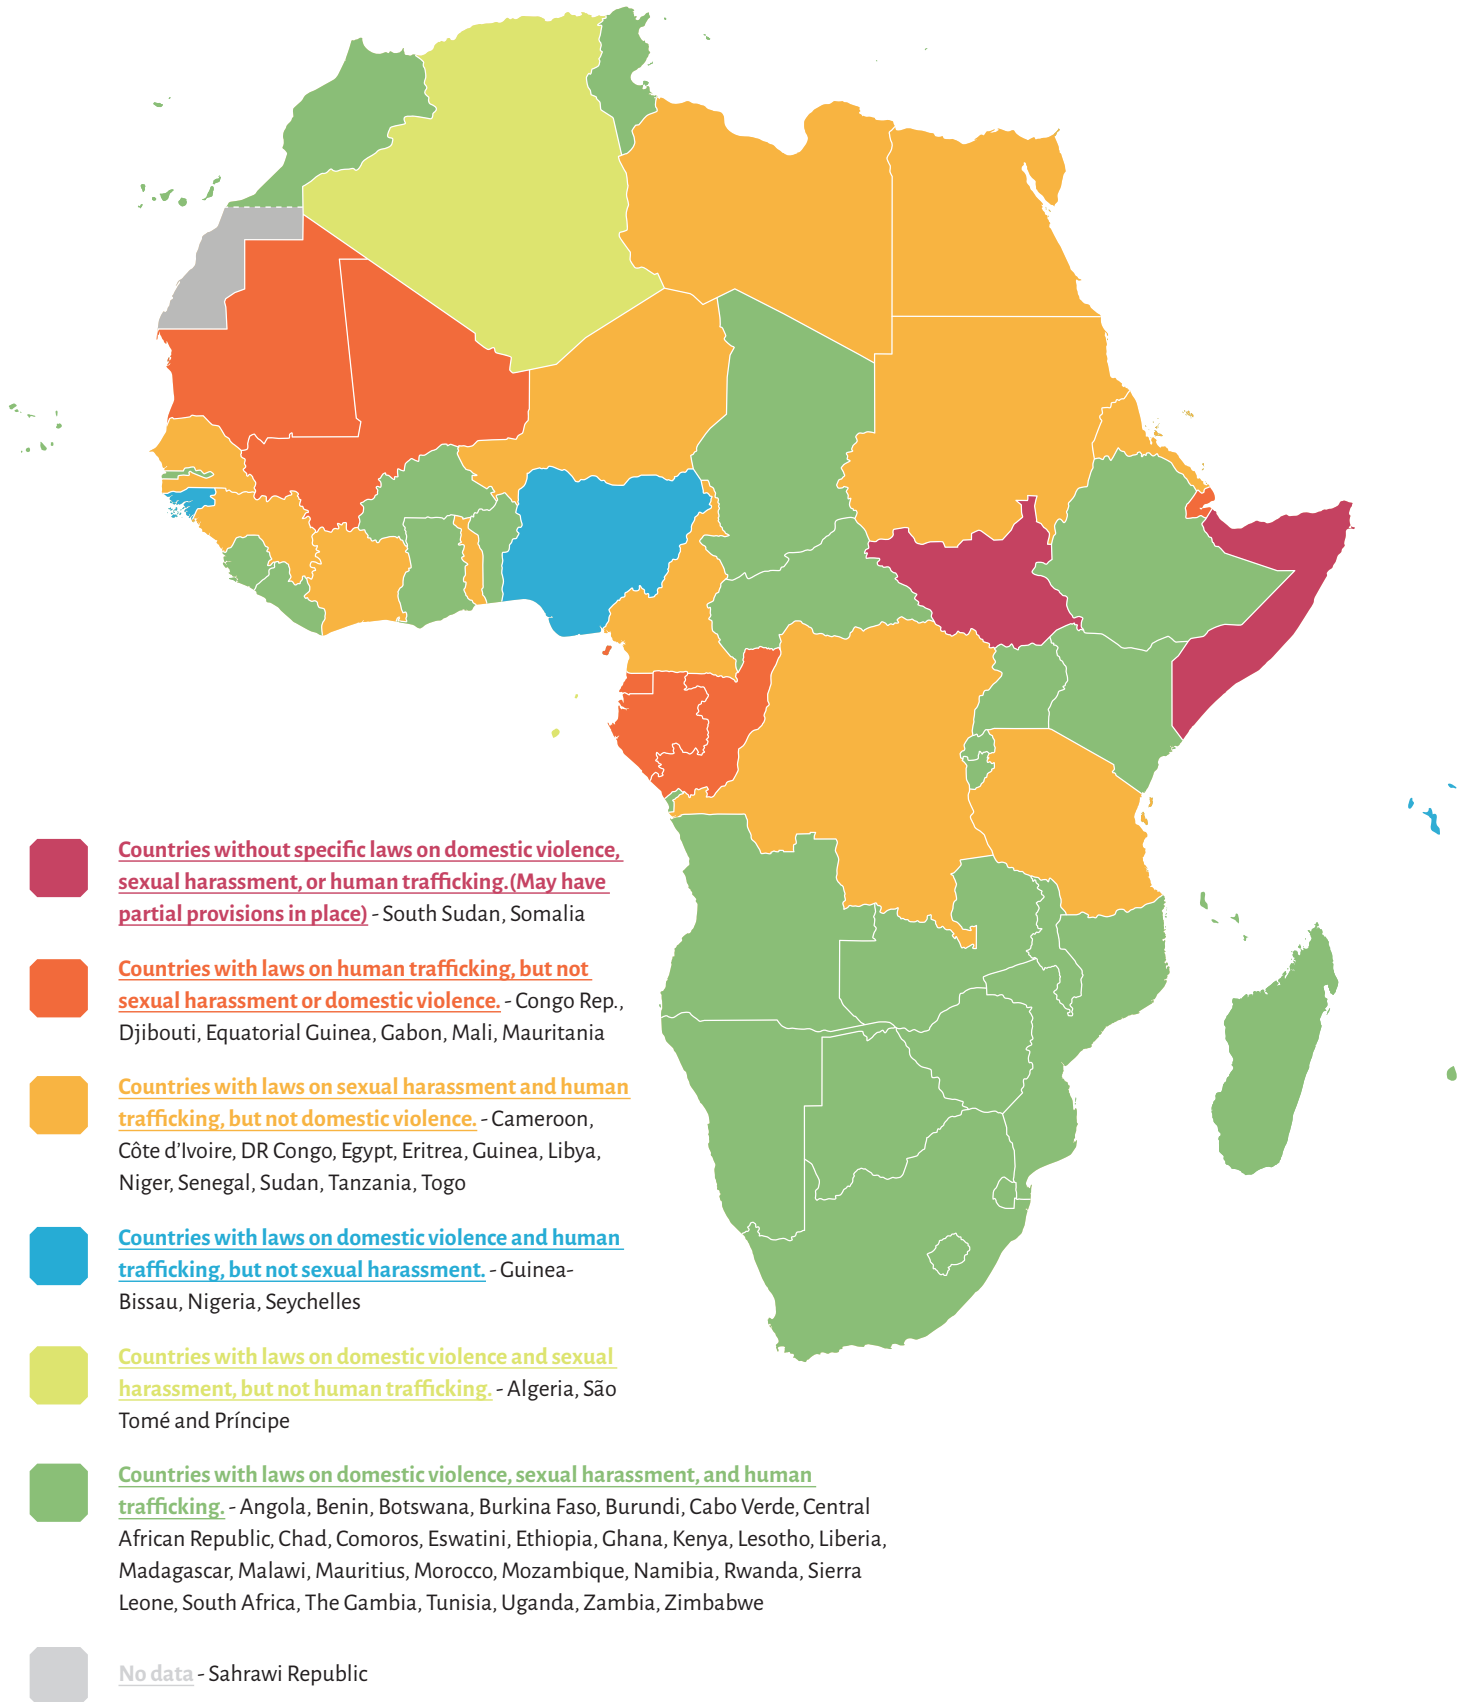 Countries without specific laws on domestic violence,
sexual harassment, or human trafficking.(May have
partial provisions in place) - South Sudan, Somalia
Countries with laws on human trafficking, but not
sexual harassment or domestic violence. - Congo Rep.,
Djibouti, Equatorial Guinea, Gabon, Mali, Mauritania
Countries with laws on sexual harassment and human
trafficking, but not domestic violence. - Cameroon,
Côte d’Ivoire, DR Congo, Egypt, Eritrea, Guinea, Libya,
Niger, Senegal, Sudan, Tanzania, Togo
Countries with laws on domestic violence and human
trafficking, but not sexual harassment. - Guinea-
Bissau, Nigeria, Seychelles
Countries with laws on domestic violence and sexual
harassment, but not human trafficking. - Algeria, São
Tomé and Príncipe
Countries with laws on domestic violence, sexual harassment, and human
trafficking. - Angola, Benin, Botswana, Burkina Faso, Burundi, Cabo Verde, Central
African Republic, Chad, Comoros, Eswatini, Ethiopia, Ghana, Kenya, Lesotho, Liberia,
Madagascar, Malawi, Mauritius, Morocco, Mozambique, Namibia, Rwanda, Sierra
Leone, South Africa, The Gambia, Tunisia, Uganda, Zambia, Zimbabwe
No data - Sahrawi Republic